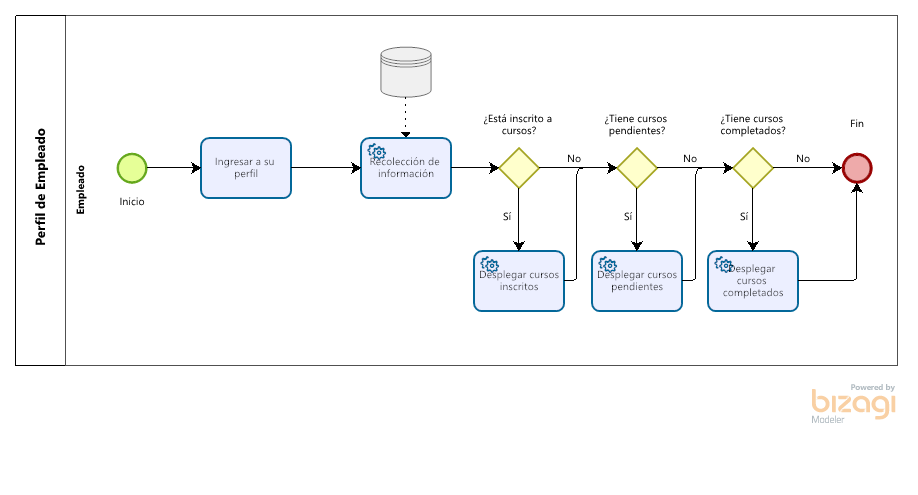 Perfil de Empleado
Empleado
Inicio
Ingresar a su
perfil
Recolección de
información
¿Está inscrito a
cursos?
No
Sí
Desplegar cursos
inscritos
¿Tiene cursos
pendientes?
No
Sí
Desplegar cursos
pendientes
¿Tiene cursos
completados?
No
Sí
Desplegar
cursos
completados
Fin
Powered by
bizagi
Modeler